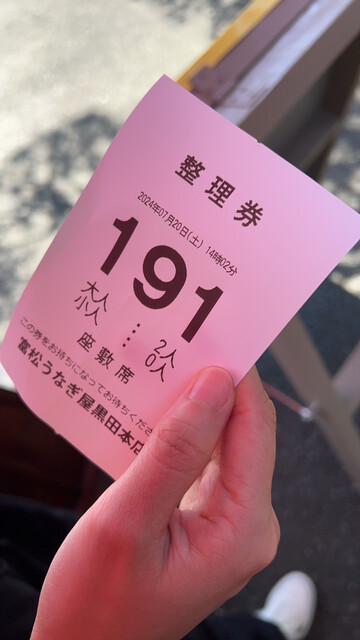 整理券
2024年07月20日(土) 14時02分
191
大人 … 2人
小人 … 0人
座敷席
この券をお持ちになってお待ちくださ
富松うなぎ屋黒田本店